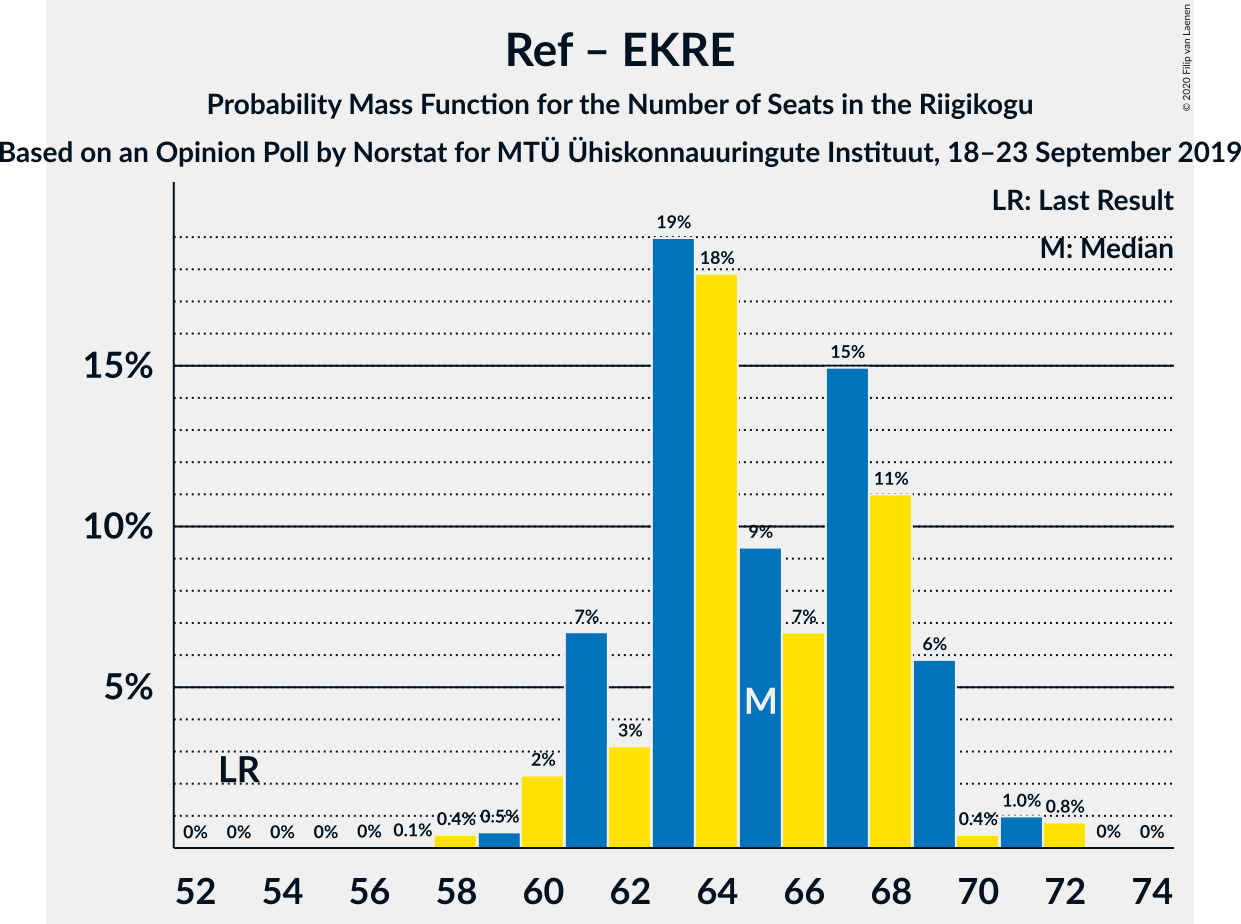 Ref – EKRE
© 2020 Filip van Laenen
Probability Mass Function for the Number of Seats in the Riigikogu
Based on an Opinion Poll by Norstat for MTÜ Ühiskonnauuringute Instituut, 18–23 September 2019
LR: Last Result
M: Median
15%
10%
5%
LR
M
0% 0% 0% 0% 0% 0.1% 0.4% 0.5% 2% 7% 3% 19% 18% 9% 7% 15% 11% 6% 0.4% 1.0% 0.8% 0% 0%
52 54 56 58 60 62 64 66 68 70 72 74